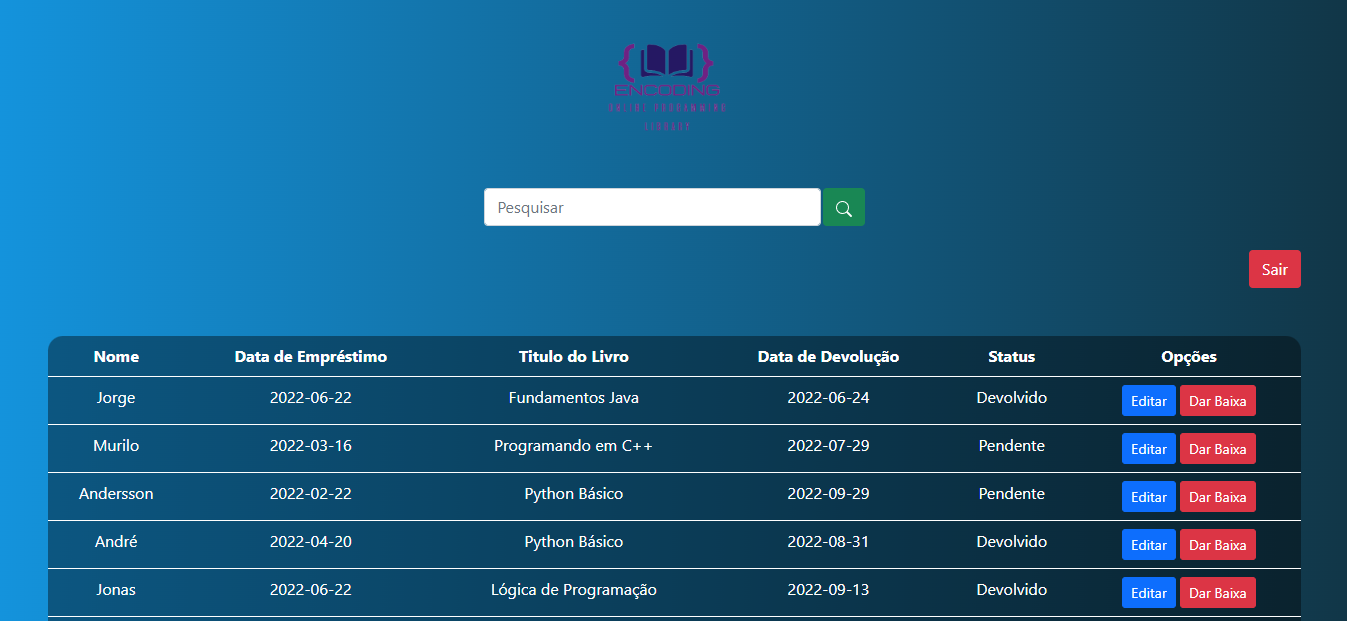 ENCODING
Pesquisar
Sair
Nome Data de Empréstimo Titulo do Livro Data de Devolução Status Opções
Jorge 2022-06-22 Fundamentos Java 2022-06-24 Devolvido Editar Dar Baixa
Murilo 2022-03-16 Programando em C++ 2022-07-29 Pendente Editar Dar Baixa
Andersson 2022-02-22 Python Básico 2022-09-29 Pendente Editar Dar Baixa
André 2022-04-20 Python Básico 2022-08-31 Devolvido Editar Dar Baixa
Jonas 2022-06-22 Lógica de Programação 2022-09-13 Devolvido Editar Dar Baixa